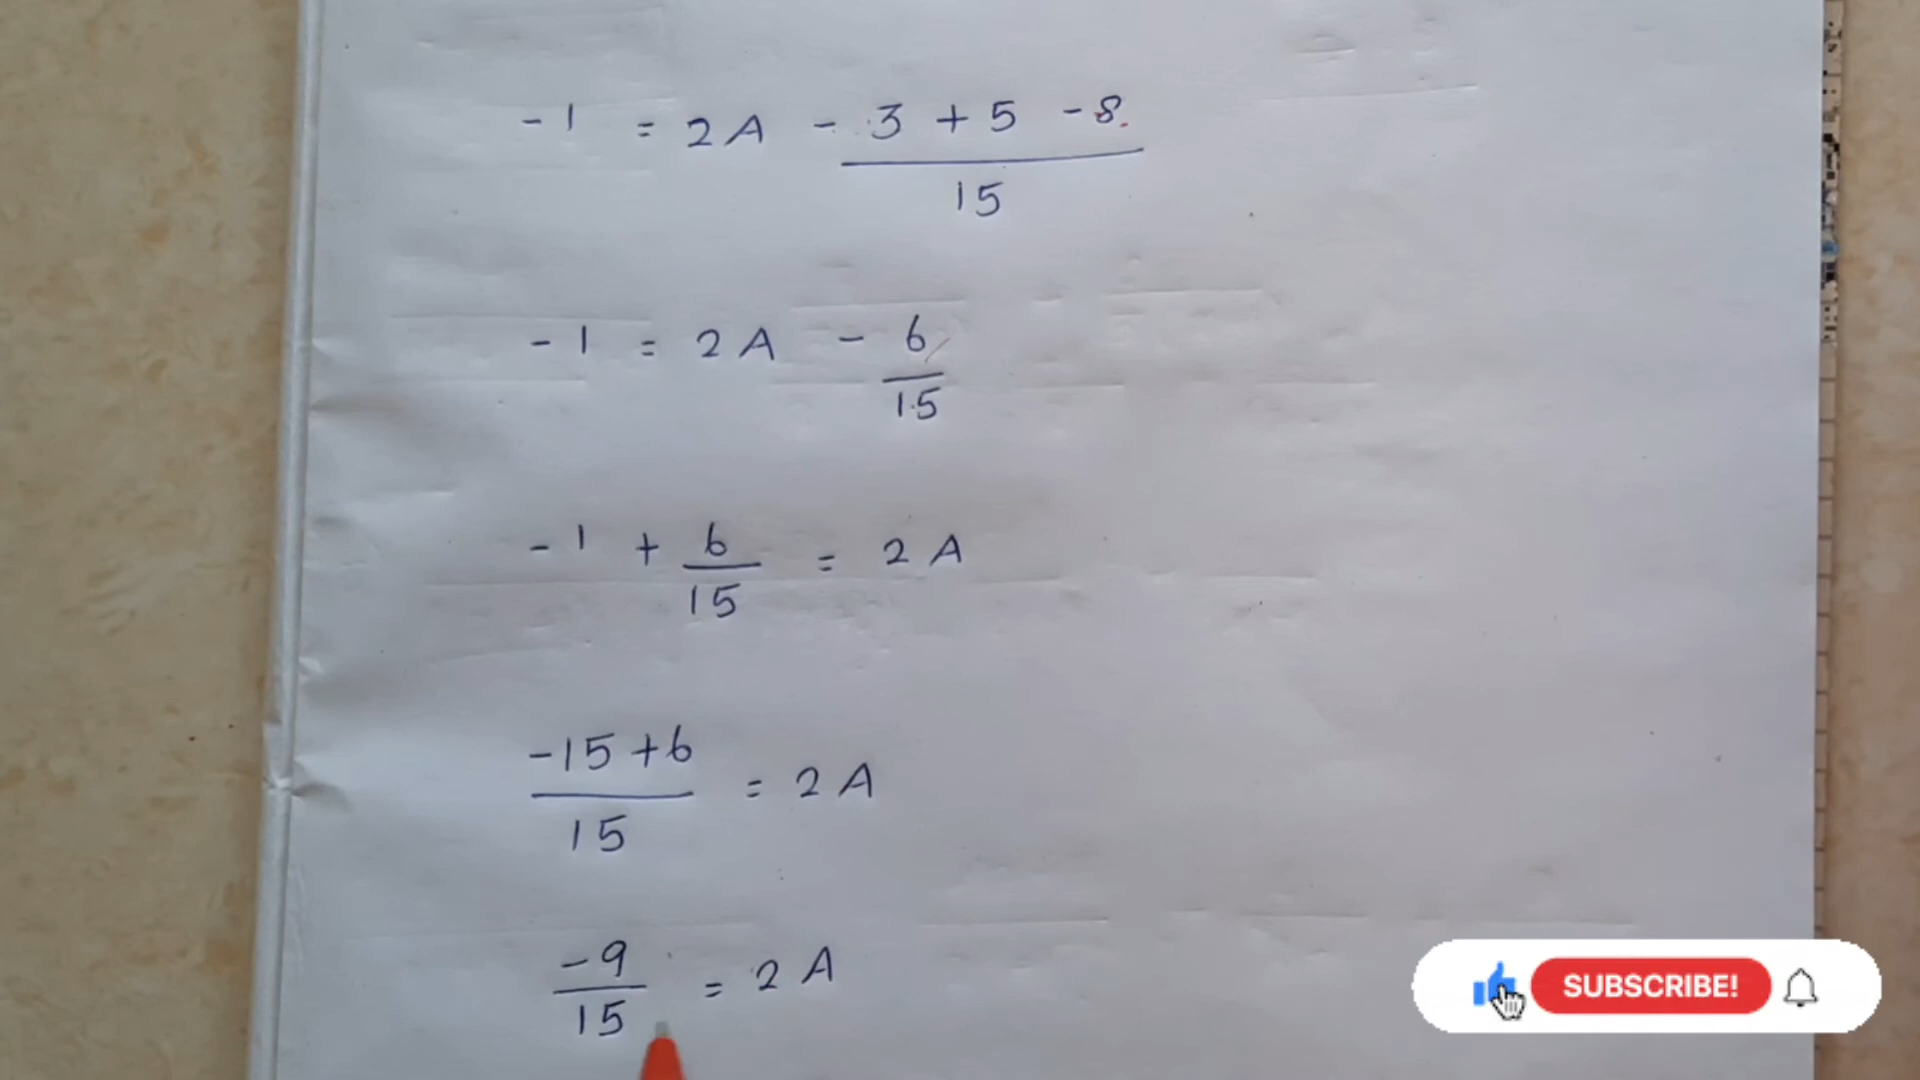 -1 = 2A - 3 + 5 - 8
15
-1 = 2A - 6
15
-1 + 6 = 2A
15
-15 + 6 = 2A
15
-9 = 2A
15
SUBSCRIBE!